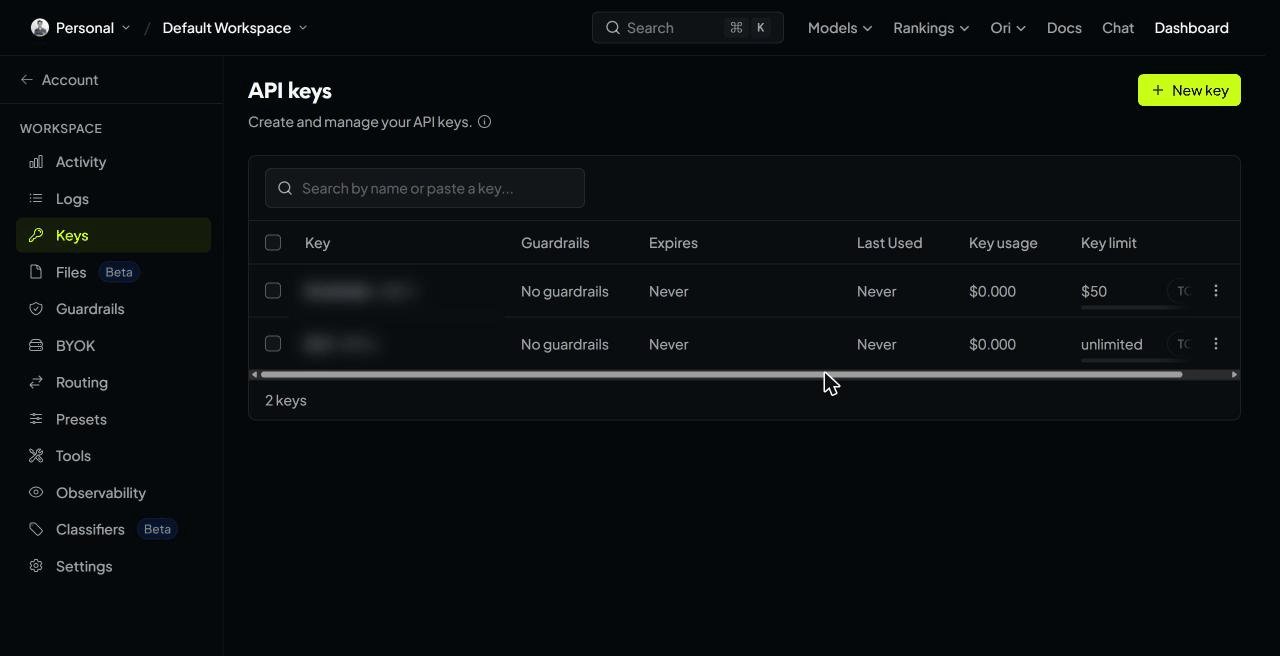 Personal / Default Workspace Search ⌘ K Models Rankings Ori Docs Chat Dashboard
Account
WORKSPACE
Activity
Logs
Keys
Files Beta
Guardrails
BYOK
Routing
Presets
Tools
Observability
Classifiers Beta
Settings
API keys
New key
Create and manage your API keys.
Search by name or paste a key...
Key Guardrails Expires Last Used Key usage Key limit
No guardrails Never Never $0.000 $50
No guardrails Never Never $0.000 unlimited
2 keys